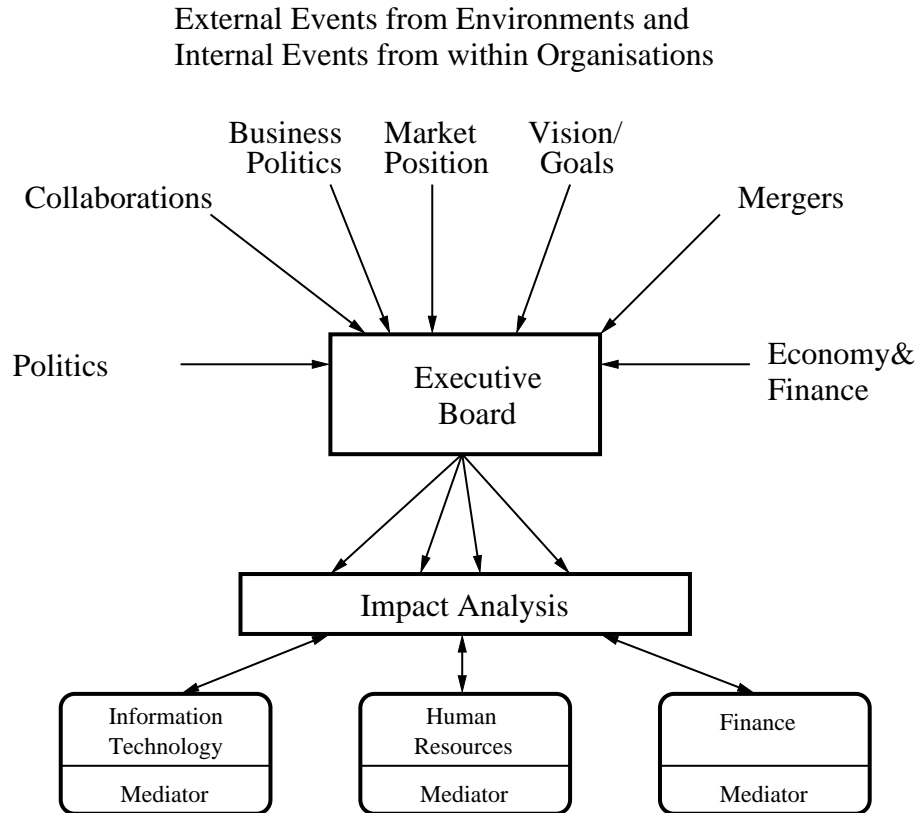 External Events from Environments and
Internal Events from within Organisations
Business
Politics
Market
Position
Vision/
Goals
Collaborations
Mergers
Politics
Economy&
Finance
Executive
Board
Impact Analysis
Information
Technology
Mediator
Human
Resources
Mediator
Finance
Mediator